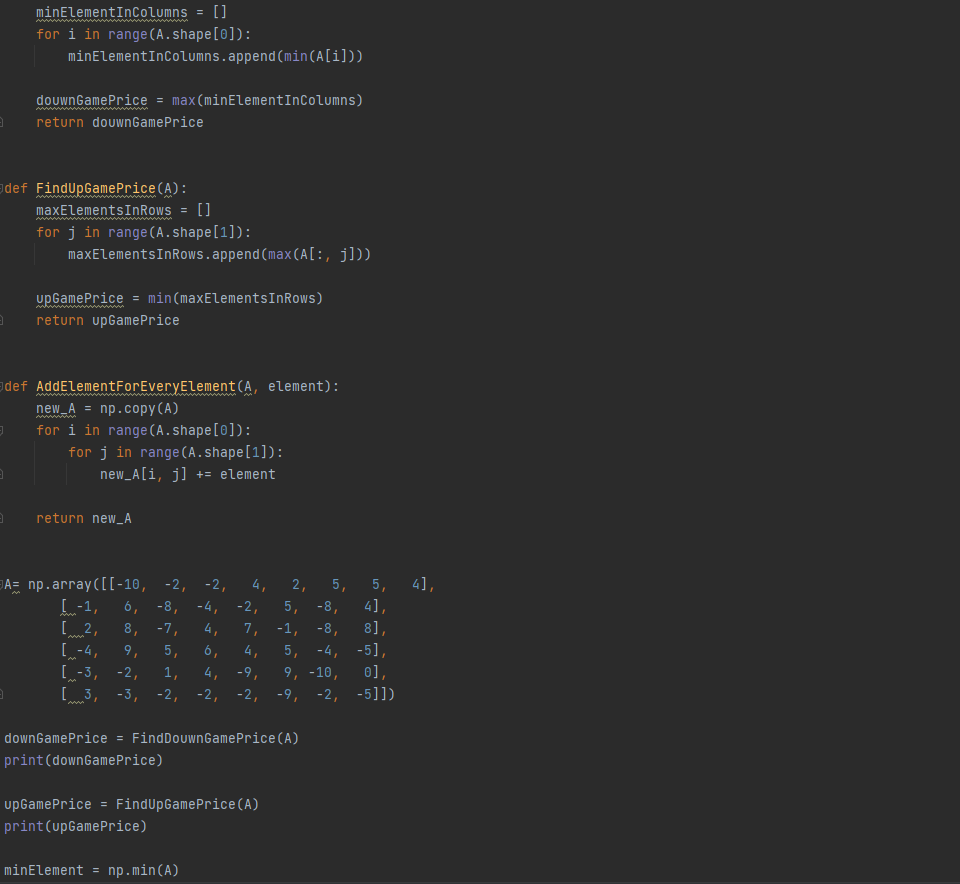 minElementInColumns = []
for i in range(A.shape[0]):
minElementInColumns.append(min(A[i]))
douwnGamePrice = max(minElementInColumns)
return douwnGamePrice
def FindUpGamePrice(A):
maxElementsInRows = []
for j in range(A.shape[1]):
maxElementsInRows.append(max(A[:, j]))
upGamePrice = min(maxElementsInRows)
return upGamePrice
def AddElementForEveryElement(A, element):
new_A = np.copy(A)
for i in range(A.shape[0]):
for j in range(A.shape[1]):
new_A[i, j] += element
return new_A
A= np.array([[-10, -2, -2, 4, 2, 5, 5, 4],
[ -1, 6, -8, -4, -2, 5, -8, 4],
[ 2, 8, -7, 4, 7, -1, -8, 8],
[ -4, 9, 5, 6, 4, 5, -4, -5],
[ -3, -2, 1, 4, -9, 9, -10, 0],
[ 3, -3, -2, -2, -2, -9, -2, -5]])
downGamePrice = FindDouwnGamePrice(A)
print(downGamePrice)
upGamePrice = FindUpGamePrice(A)
print(upGamePrice)
minElement = np.min(A)